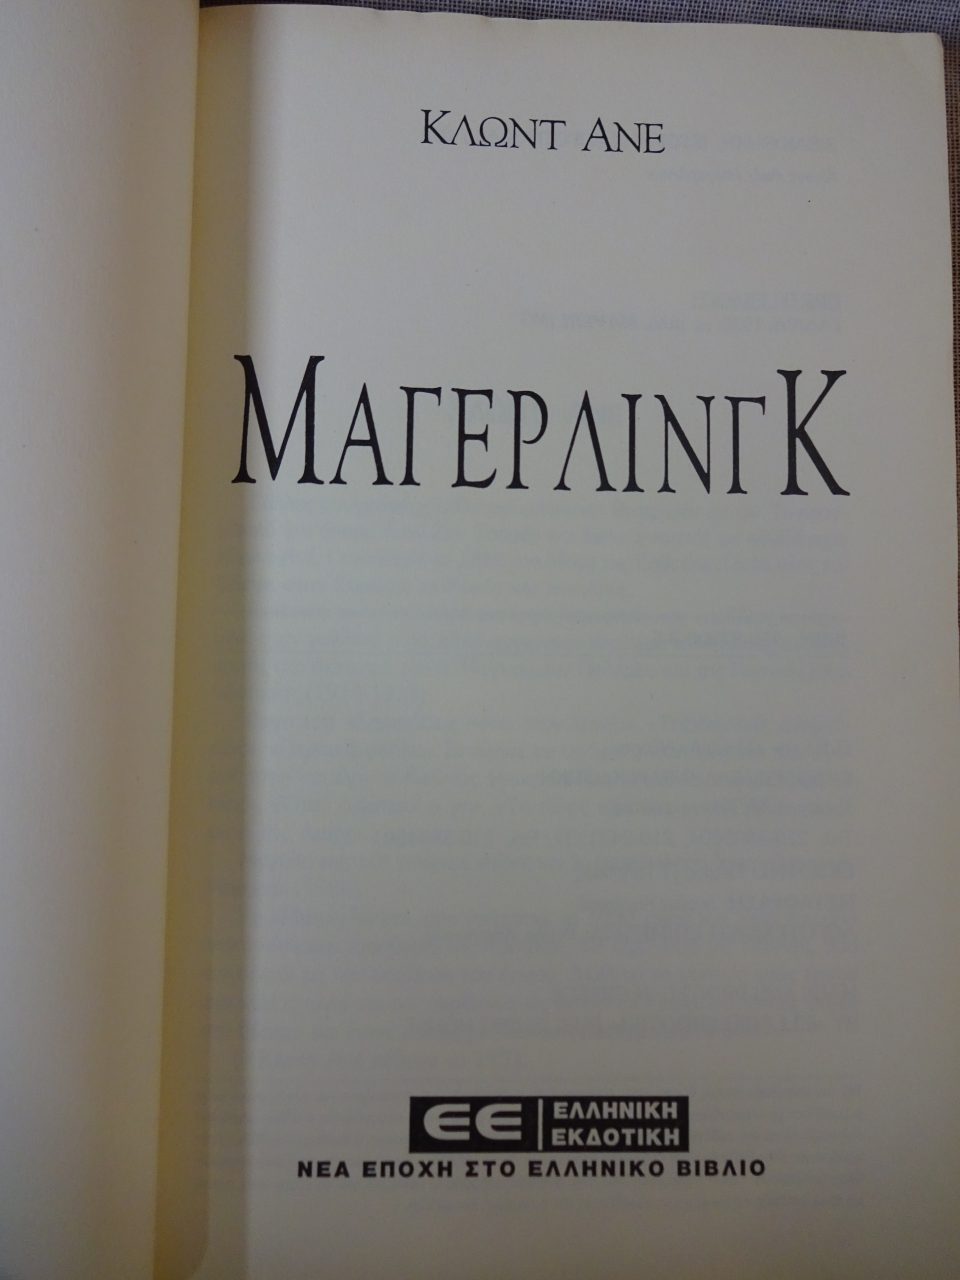 ΚΛΩΝΤ ΑΝΕ
ΜΑΓΕΡΛΙΝΓΚ
ΕΕ ΕΛΛΗΝΙΚΗ
ΕΚΔΟΤΙΚΗ
ΝΕΑ ΕΠΟΧΗ ΣΤΟ ΕΛΛΗΝΙΚΟ ΒΙΒΛΙΟ